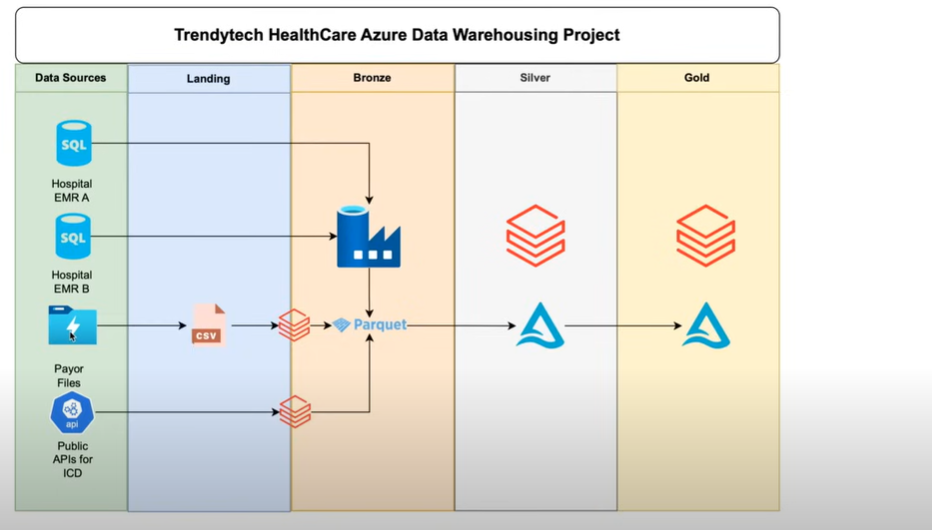 Trendytech HealthCare Azure Data Warehousing Project
Data Sources
Landing
Bronze
Silver
Gold
SQL
Hospital
EMR A
SQL
Hospital
EMR B
CSV
Parquet
Payor
Files
api
Public
APIs for
ICD